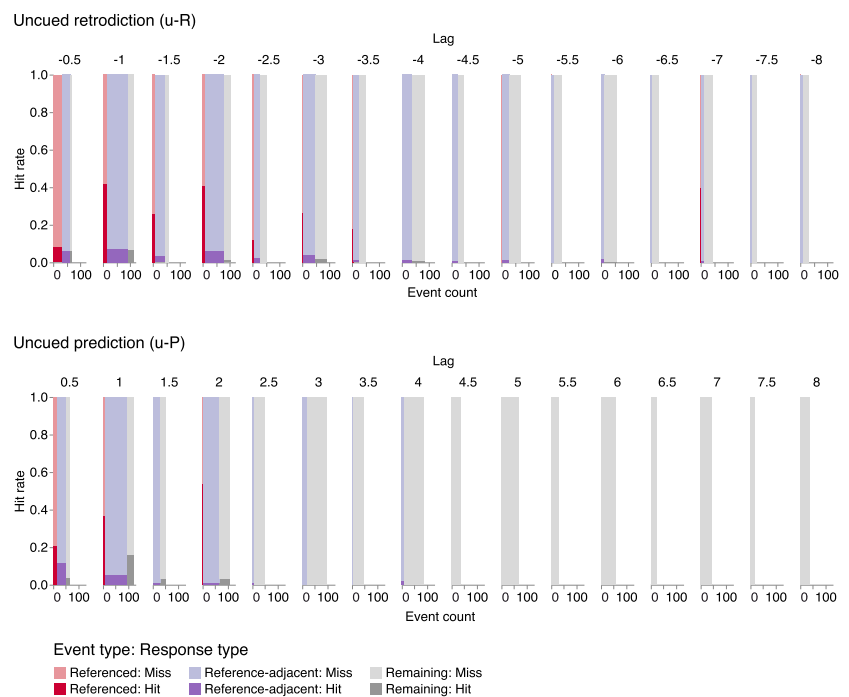 Uncued retrodiction (u-R)
Lag
-0.5 -1 -1.5 -2 -2.5 -3 -3.5 -4 -4.5 -5 -5.5 -6 -6.5 -7 -7.5 -8
1.0
0.8
0.6
0.4
0.2
0.0
Hit rate
0 100 0 100 0 100 0 100 0 100 0 100 0 100 0 100 0 100 0 100 0 100 0 100 0 100 0 100 0 100 0 100
Event count
Uncued prediction (u-P)
Lag
0.5 1 1.5 2 2.5 3 3.5 4 4.5 5 5.5 6 6.5 7 7.5 8
1.0
0.8
0.6
0.4
0.2
0.0
Hit rate
0 100 0 100 0 100 0 100 0 100 0 100 0 100 0 100 0 100 0 100 0 100 0 100 0 100 0 100 0 100 0 100
Event count
Event type: Response type
Referenced: Miss Reference-adjacent: Miss Remaining: Miss
Referenced: Hit Reference-adjacent: Hit Remaining: Hit